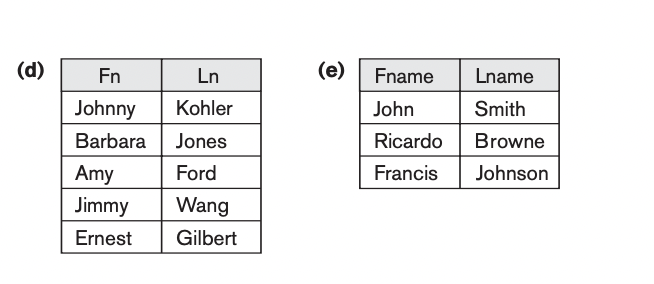 (d)
Fn Ln
Johnny Kohler
Barbara Jones
Amy Ford
Jimmy Wang
Ernest Gilbert
(e)
Fname Lname
John Smith
Ricardo Browne
Francis Johnson